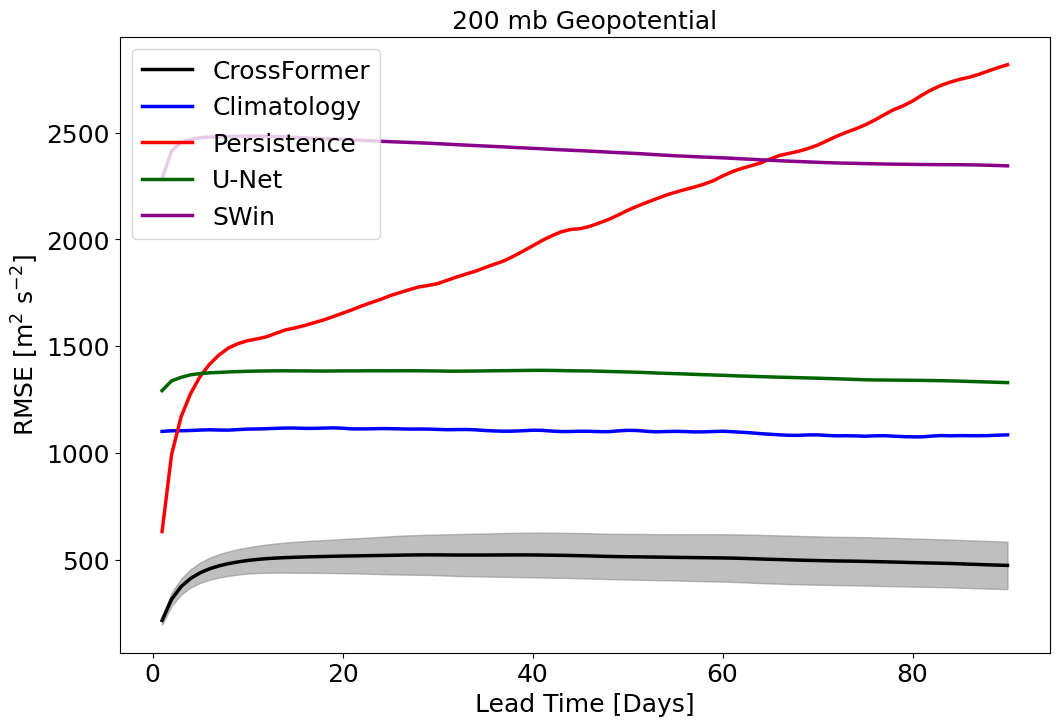 200 mb Geopotential
CrossFormer
Climatology
Persistence
U-Net
SWin
RMSE [m² s⁻²]
2500
2000
1500
1000
500
0 20 40 60 80
Lead Time [Days]